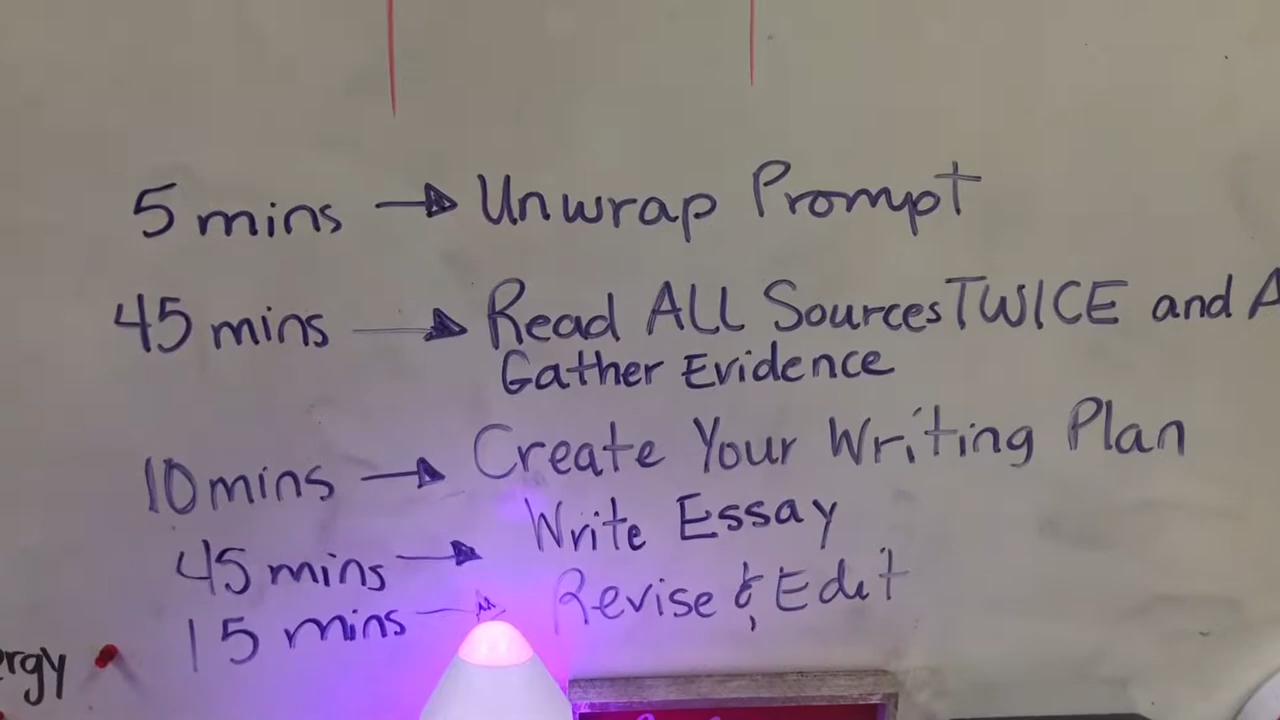 5 mins → Unwrap Prompt
45 mins → Read ALL Sources TWICE and A
Gather Evidence
10 mins → Create Your Writing Plan
45 mins → Write Essay
15 mins → Revise & Edit
ergy